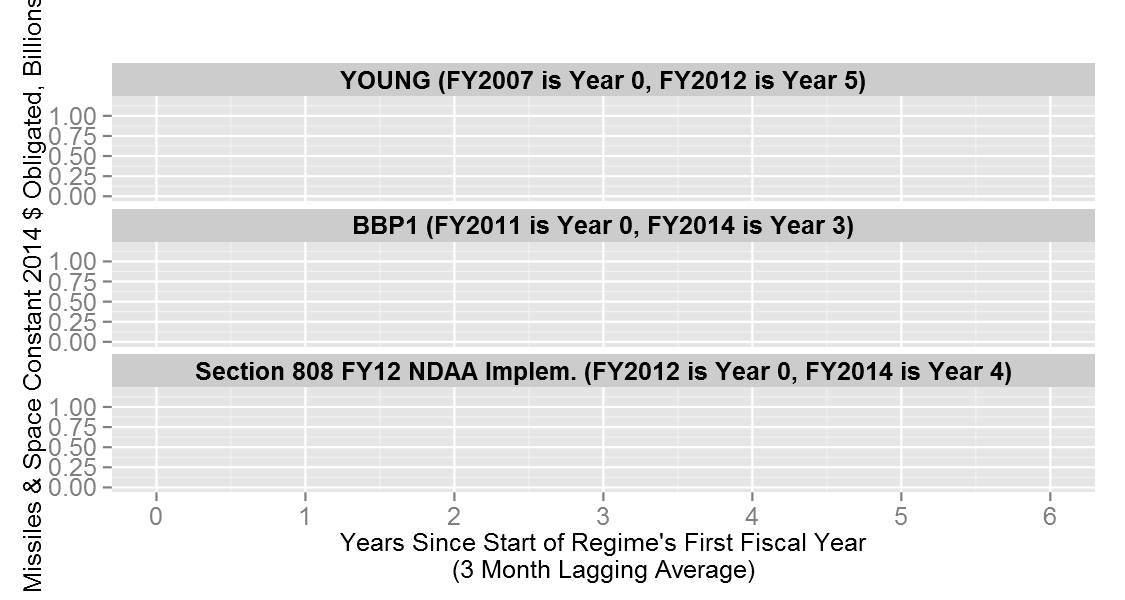 Missiles & Space Constant 2014 $ Obligated, Billions
YOUNG (FY2007 is Year 0, FY2012 is Year 5)
1.00
0.75
0.50
0.25
0.00
BBP1 (FY2011 is Year 0, FY2014 is Year 3)
1.00
0.75
0.50
0.25
0.00
Section 808 FY12 NDAA Implem. (FY2012 is Year 0, FY2014 is Year 4)
1.00
0.75
0.50
0.25
0.00
0 1 2 3 4 5 6
Years Since Start of Regime's First Fiscal Year
(3 Month Lagging Average)